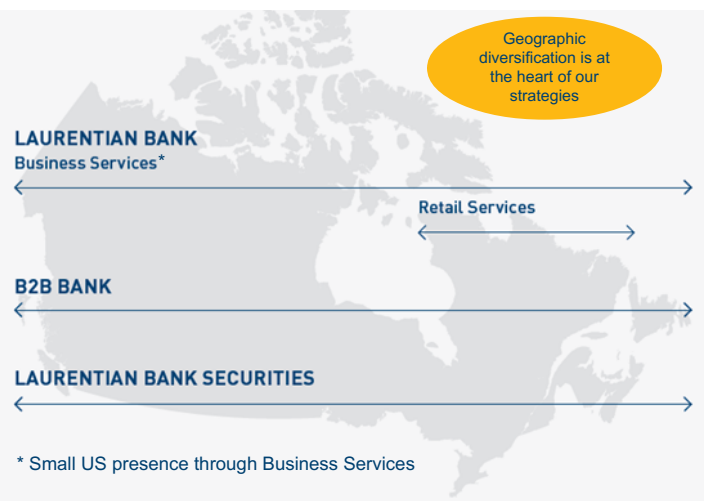 Geographic
diversification is at
the heart of our
strategies
LAURENTIAN BANK
Business Services*
Retail Services
B2B BANK
LAURENTIAN BANK SECURITIES
* Small US presence through Business Services